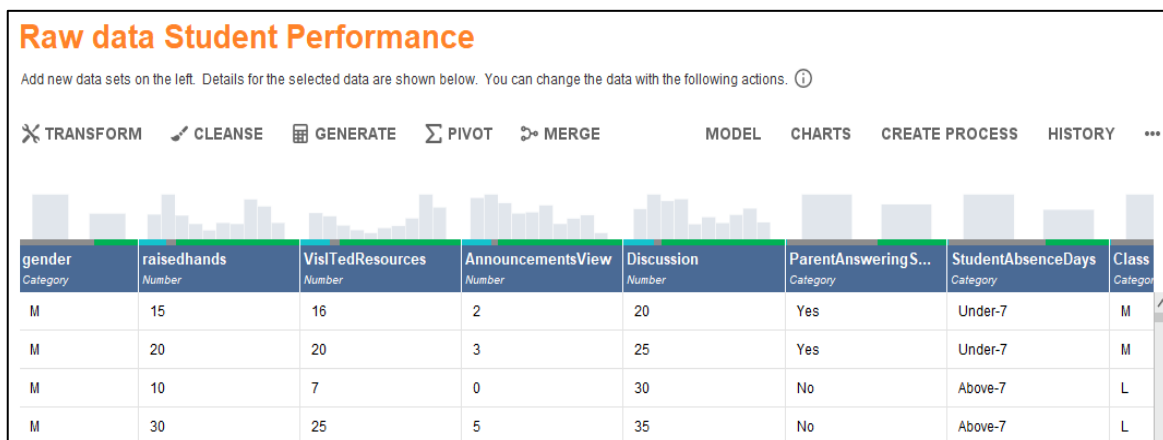 Raw data Student Performance
Add new data sets on the left. Details for the selected data are shown below. You can change the data with the following actions.
TRANSFORM CLEANSE GENERATE PIVOT MERGE MODEL CHARTS CREATE PROCESS HISTORY •••
gender raisedhands VisITedResources AnnouncementsView Discussion ParentAnsweringS... StudentAbsenceDays Class
Category Number Number Number Number Category Category Categor
M 15 16 2 20 Yes Under-7 M
M 20 20 3 25 Yes Under-7 M
M 10 7 0 30 No Above-7 L
M 30 25 5 35 No Above-7 L